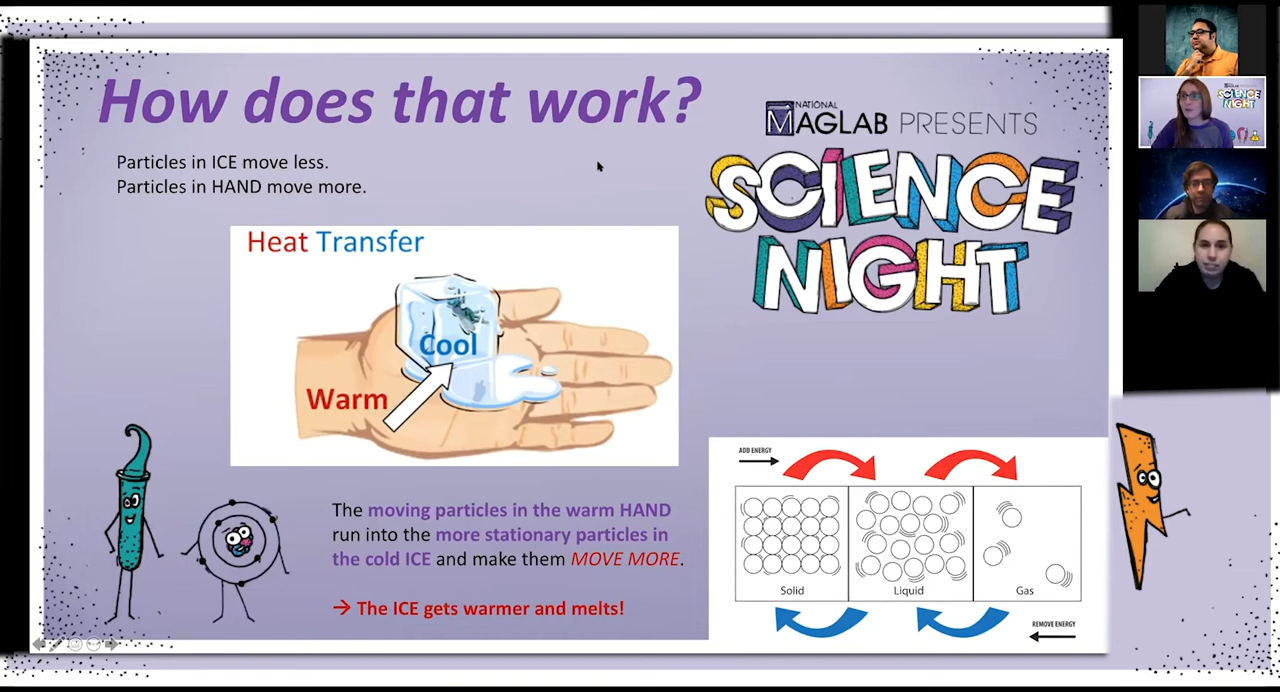 How does that work?
Particles in ICE move less.
Particles in HAND move more.
NATIONAL
MAGLAB PRESENTS
SCIENCE
NIGHT
Heat Transfer
Cool
Warm
The moving particles in the warm HAND
run into the more stationary particles in
the cold ICE and make them MOVE MORE.
→ The ICE gets warmer and melts!
ADD ENERGY
Solid
Liquid
Gas
REMOVE ENERGY
SCIENCE
NIGHT